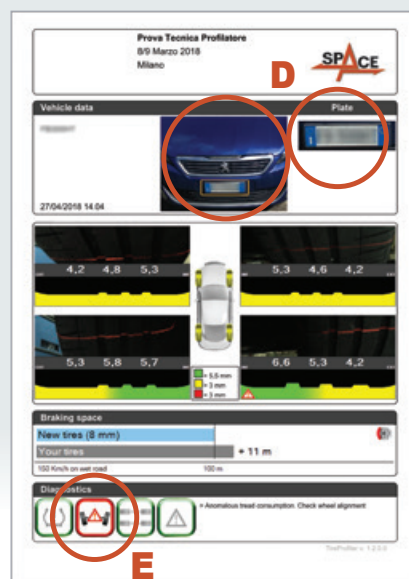 Prova Tecnica Profilatore
8/9 Marzo 2018
Milano
SPACE
D
Vehicle data
Plate
27/04/2018 14.04
4,2 4,8 5,3
5,3 4,6 4,2
5,3 5,8 5,7
6,6 5,3 4,2
> 5.5 mm
> 3 mm
< 3 mm
Braking space
New tires (8 mm)
Your tires
+ 11 m
150 Km/h on wet road
100 m
Diagnostics
• Anomalous tread consumption. Check wheel alignment
E